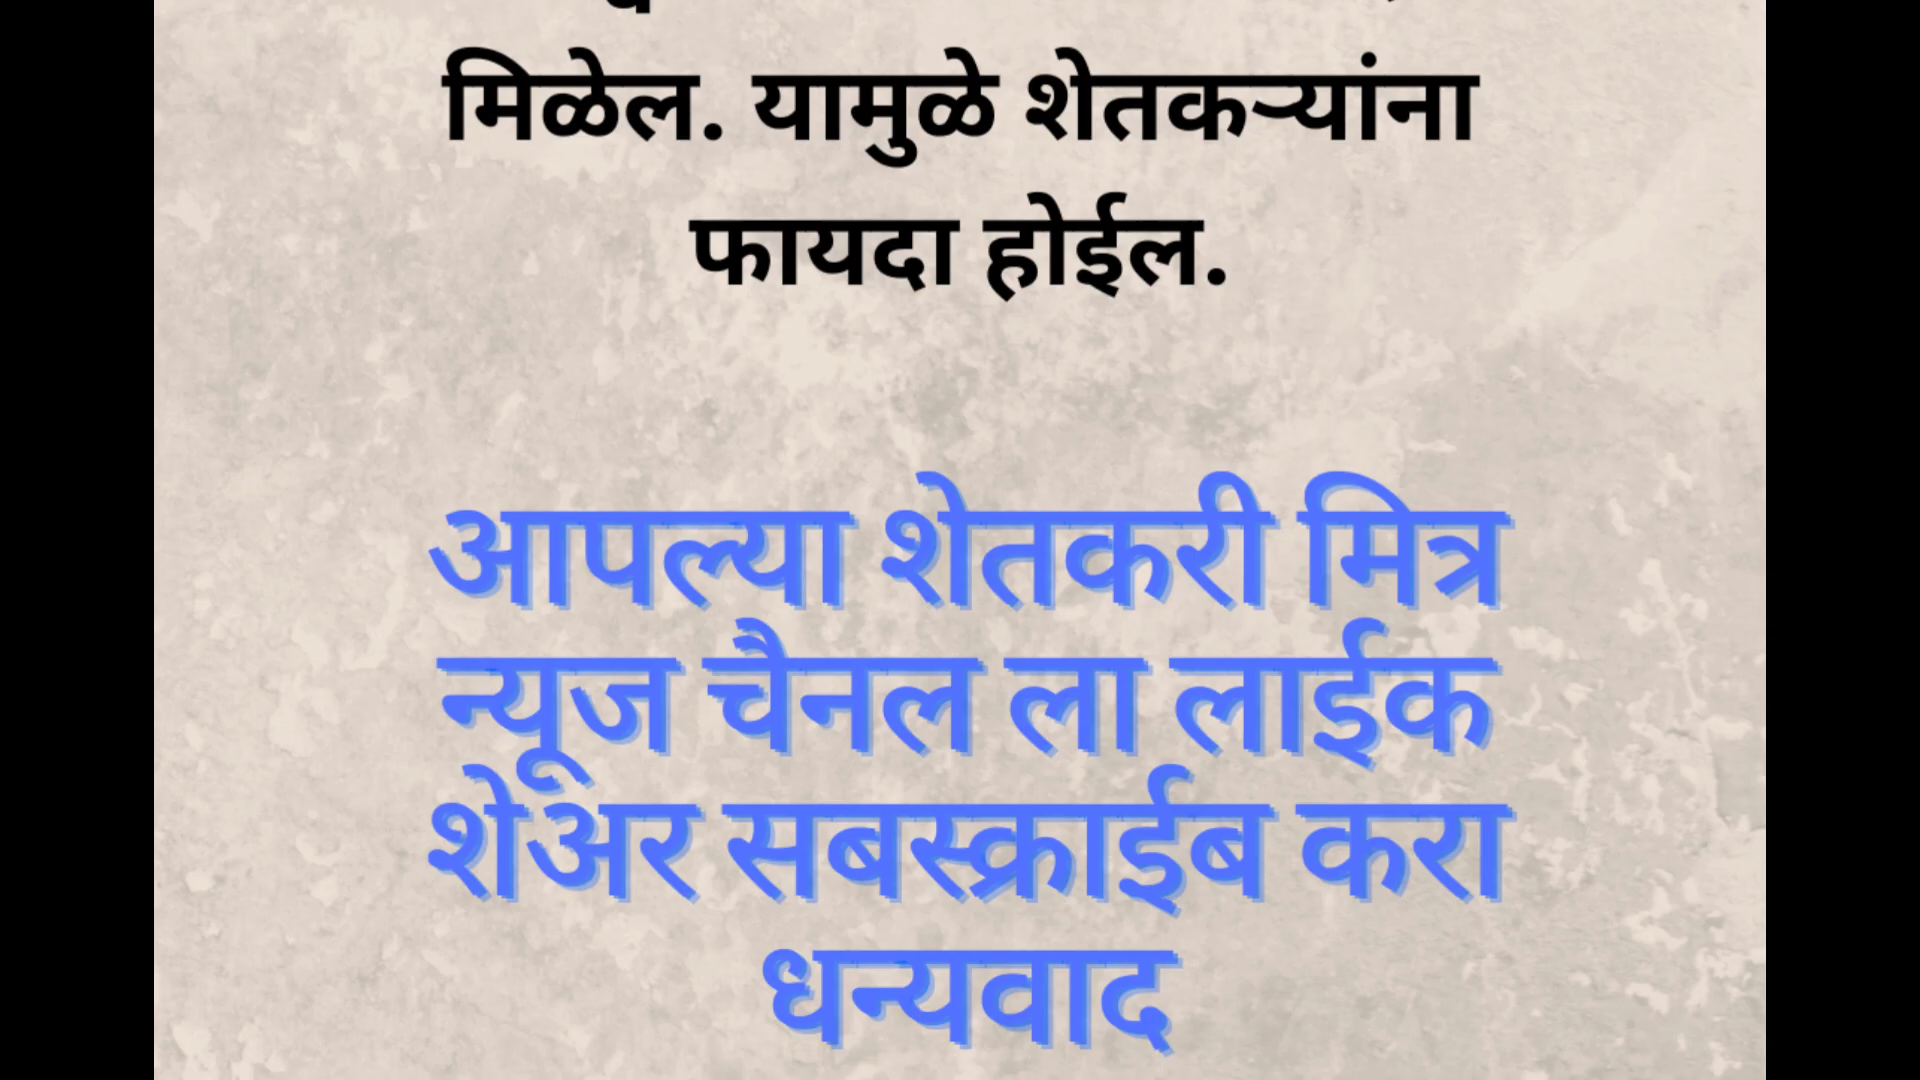 मिळेल. यामुळे शेतकऱ्यांना
फायदा होईल.
आपल्या शेतकरी मित्र
न्यूज चैनल ला लाईक
शेअर सबस्क्राईब करा
धन्यवाद